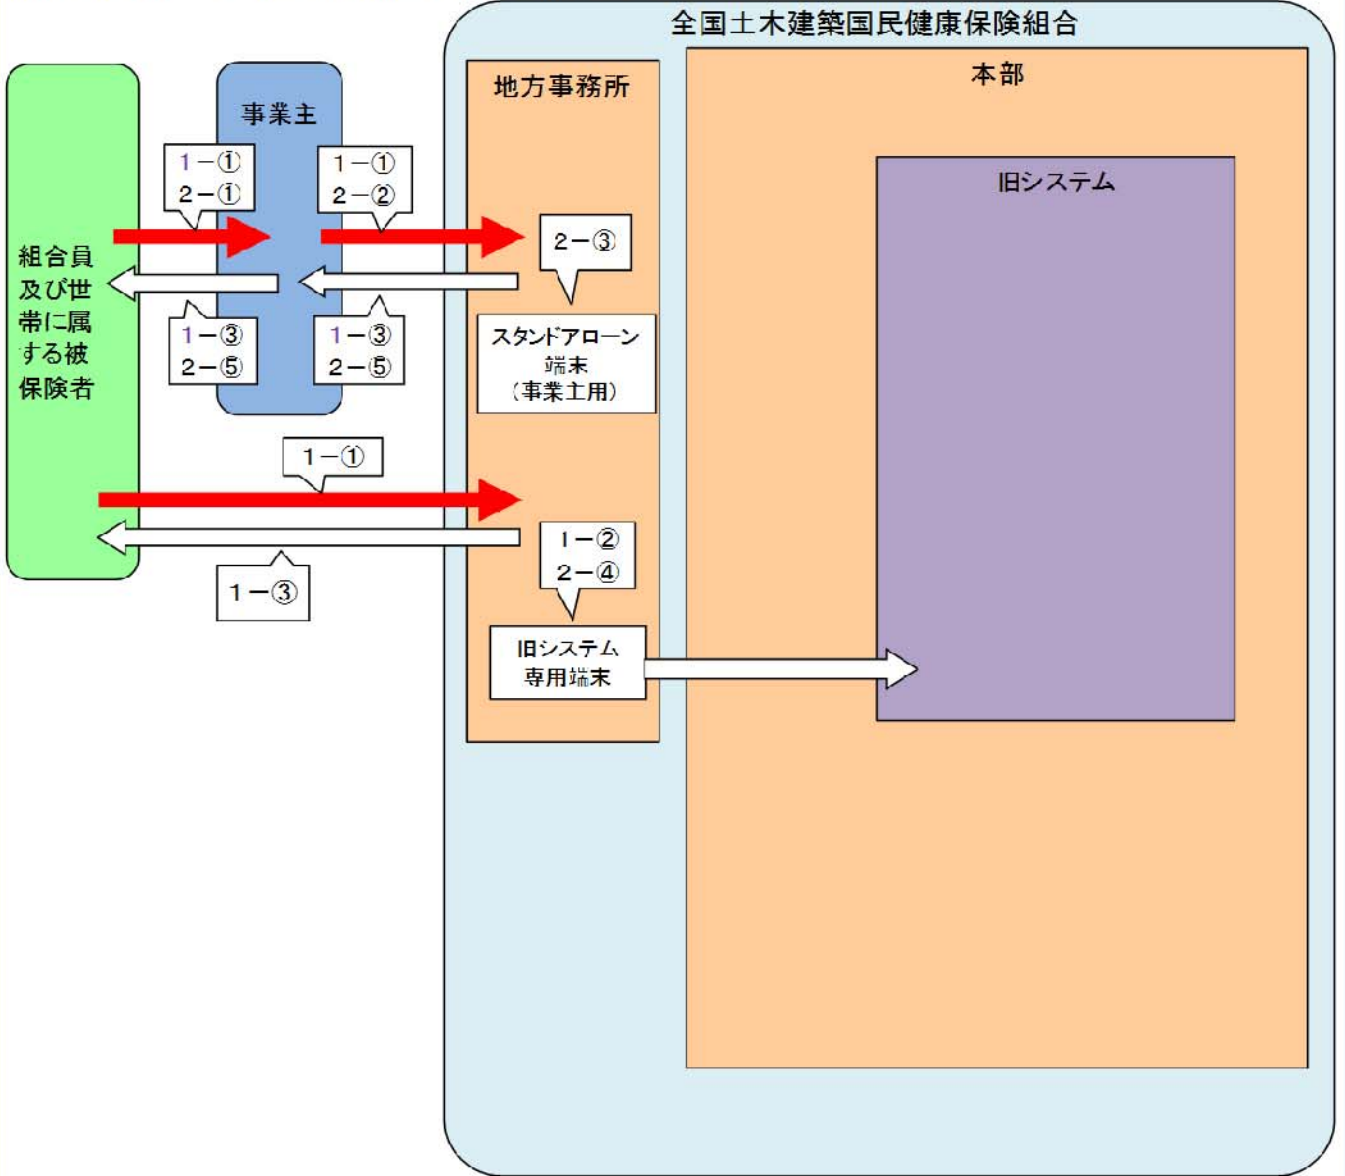 全国土木建築国民健康保険組合
地方事務所
本部
事業主
旧システム
1－①
2－①
1－①
2－②
2－③
組合員
及び世
帯に属
する被
保険者
1－③
2－⑤
1－③
2－⑤
スタンドアローン
端末
（事業主用）
1－①
1－②
2－④
1－③
旧システム
専用端末